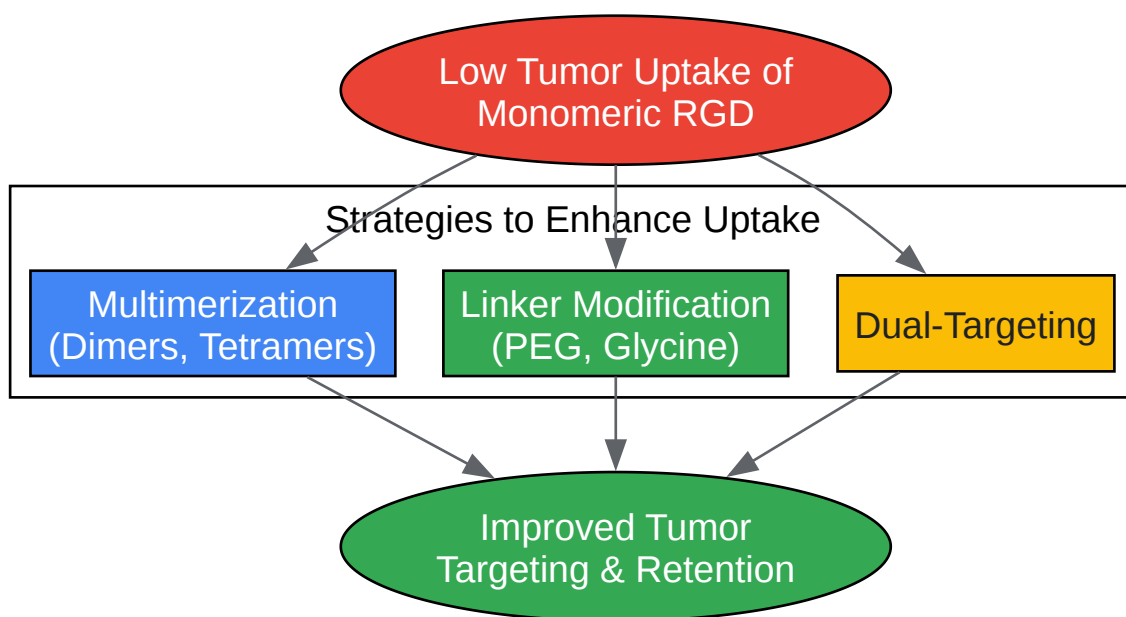 Low Tumor Uptake of
Monomeric RGD
Strategies to Enhance Uptake
Multimerization
(Dimers, Tetramers)
Linker Modification
(PEG, Glycine)
Dual-Targeting
Improved Tumor
Targeting & Retention